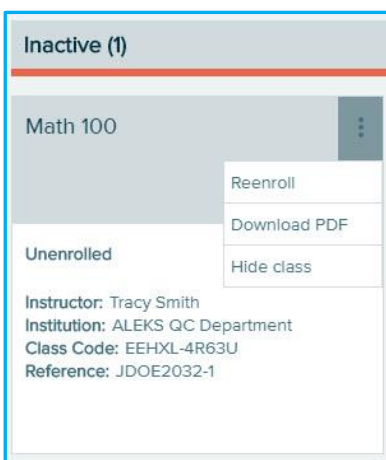 Inactive (1)
Math 100
Reenroll
Download PDF
Hide class
Unenrolled
Instructor: Tracy Smith
Institution: ALEKS QC Department
Class Code: EEHXL-4R63U
Reference: JDOE2032-1